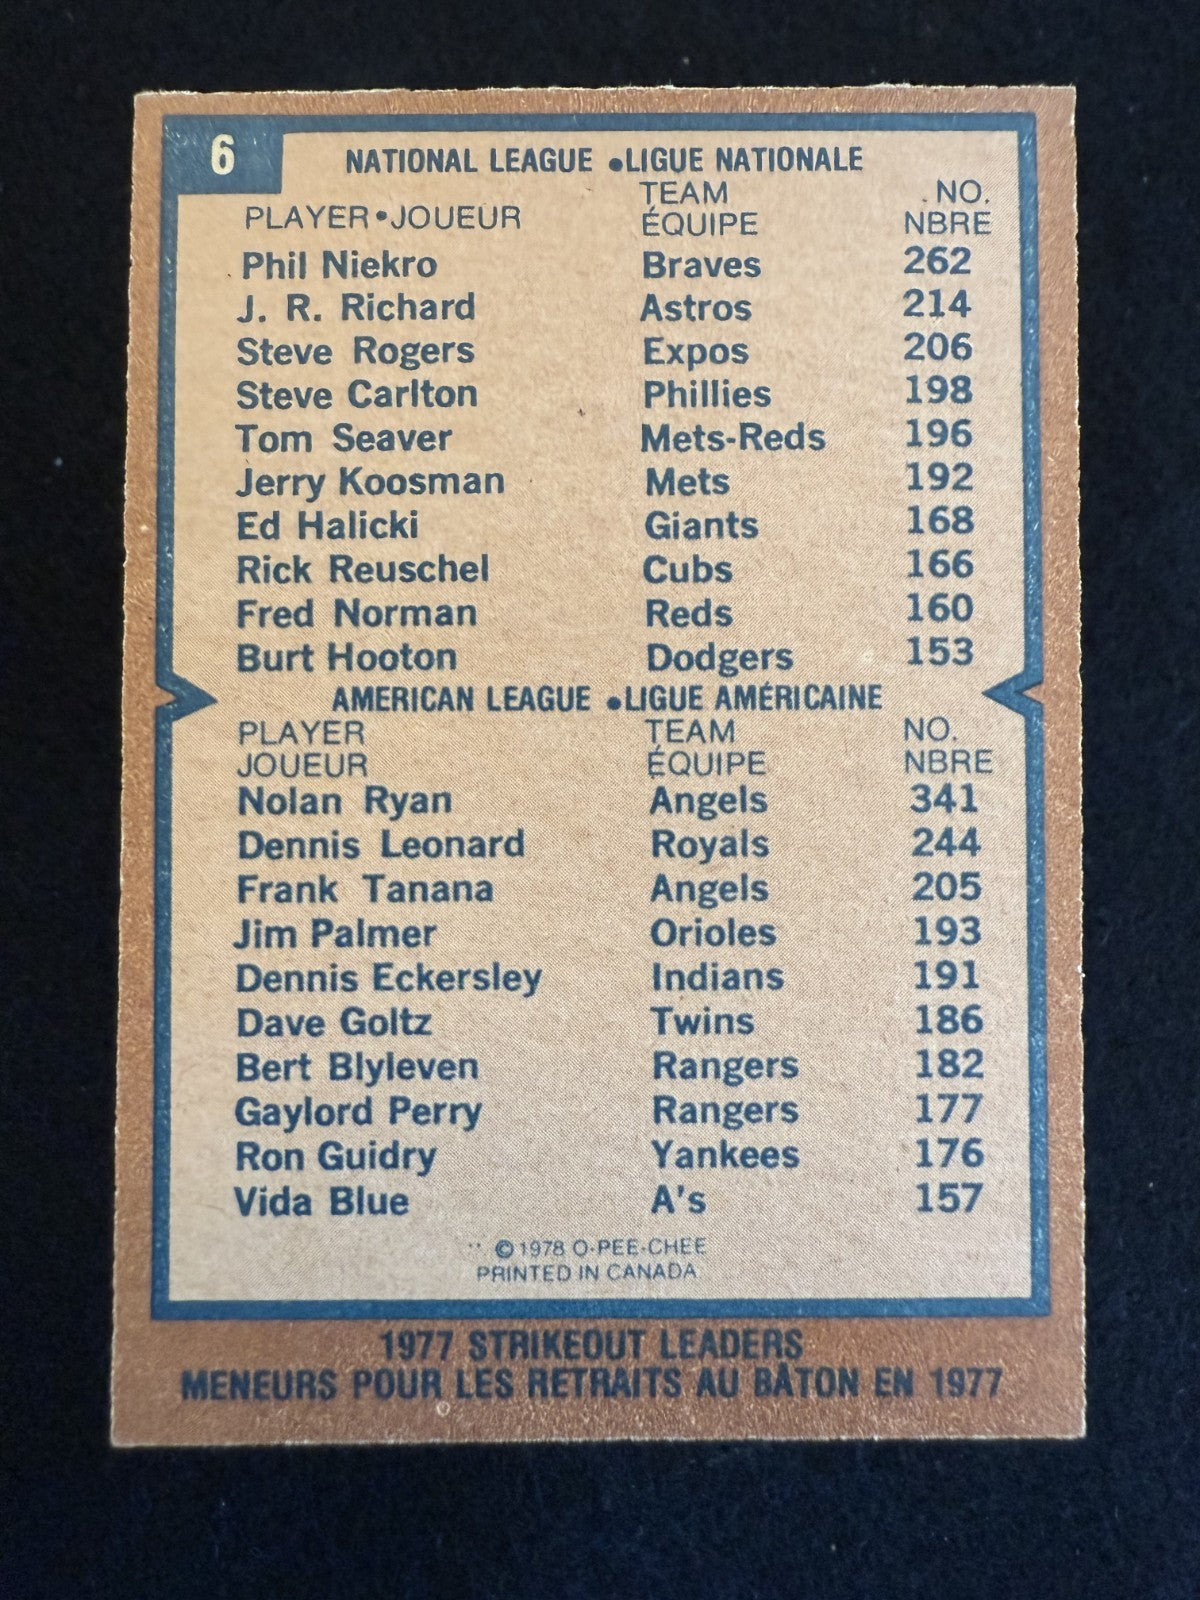 6
NATIONAL LEAGUE • LIGUE NATIONALE
PLAYER • JOUEUR TEAM ÉQUIPE NO. NBRE
Phil Niekro Braves 262
J. R. Richard Astros 214
Steve Rogers Expos 206
Steve Carlton Phillies 198
Tom Seaver Mets-Reds 196
Jerry Koosman Mets 192
Ed Halicki Giants 168
Rick Reuschel Cubs 166
Fred Norman Reds 160
Burt Hooton Dodgers 153
AMERICAN LEAGUE • LIGUE AMÉRICAINE
PLAYER TEAM NO.
JOUEUR ÉQUIPE NBRE
Nolan Ryan Angels 341
Dennis Leonard Royals 244
Frank Tanana Angels 205
Jim Palmer Orioles 193
Dennis Eckersley Indians 191
Dave Goltz Twins 186
Bert Blyleven Rangers 182
Gaylord Perry Rangers 177
Ron Guidry Yankees 176
Vida Blue A's 157
© 1978 O-PEE-CHEE
PRINTED IN CANADA
1977 STRIKEOUT LEADERS
MENEURS POUR LES RETRAITS AU BÂTON EN 1977